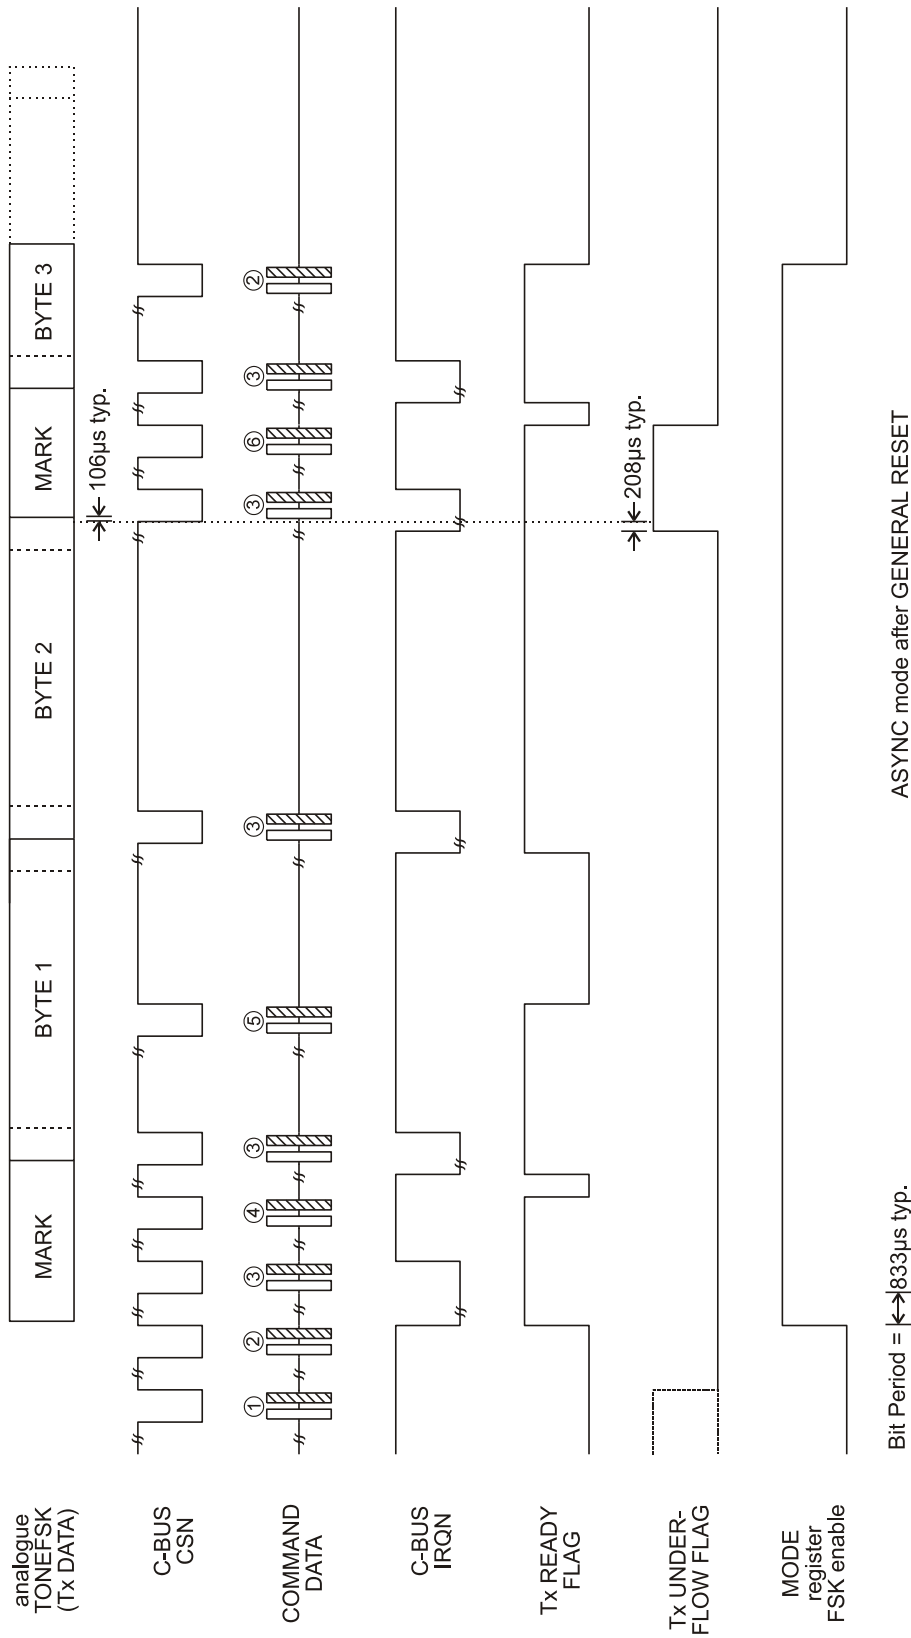 analogue
TONEFSK
(Tx DATA)
MARK
BYTE 1
BYTE 2
MARK
BYTE 3
106µs typ.
C-BUS
CSN
COMMAND
DATA
1
2
3
4
3
5
3
3
6
3
2
C-BUS
IRQN
Tx READY
FLAG
Tx UNDER-
FLOW FLAG
208µs typ.
MODE
register
FSK enable
Bit Period = 833µs typ.
ASYNC mode after GENERAL RESET